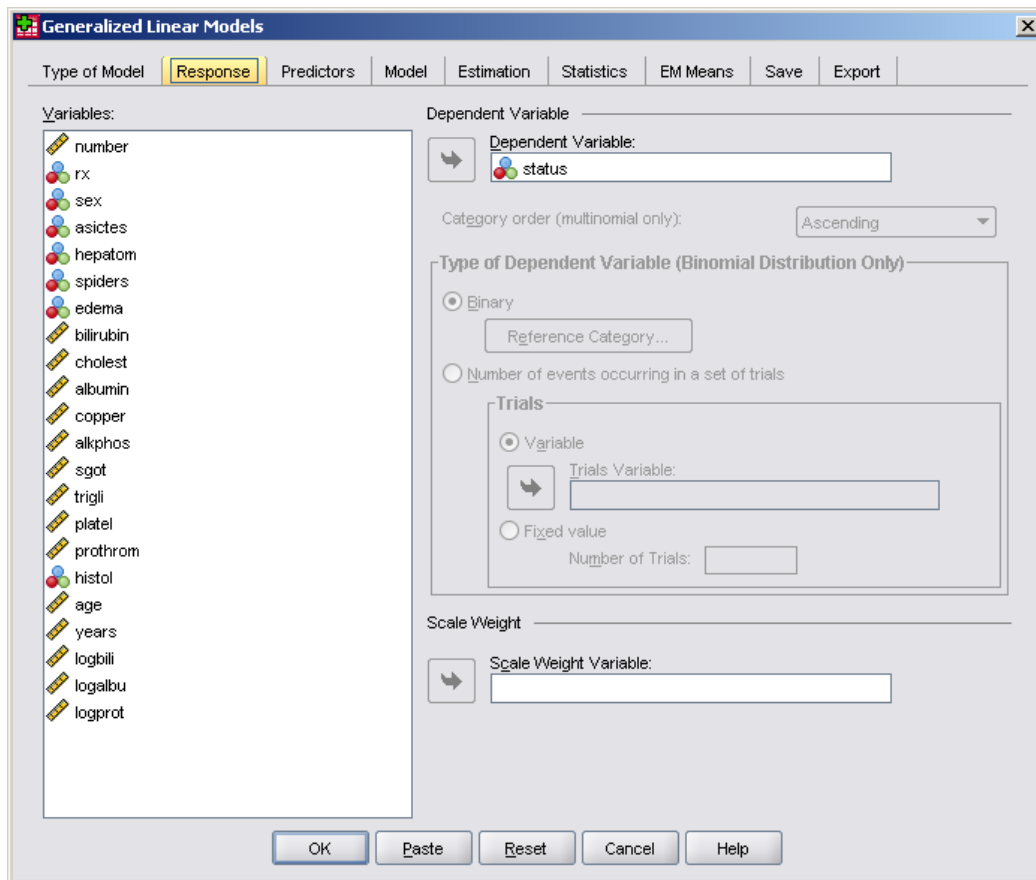 Generalized Linear Models
Type of Model Response Predictors Model Estimation Statistics EM Means Save Export
Variables:
number
rx
sex
asictes
hepatom
spiders
edema
bilirubin
cholest
albumin
copper
alkphos
sgot
trigli
platel
prothrom
histol
age
years
logbili
logalbu
logprot
Dependent Variable
Dependent Variable:
status
Category order (multinomial only): Ascending
Type of Dependent Variable (Binomial Distribution Only)
Binary
Reference Category...
Number of events occurring in a set of trials
Trials
Variable
Trials Variable:
Fixed value
Number of Trials:
Scale Weight
Scale Weight Variable:
OK Paste Reset Cancel Help